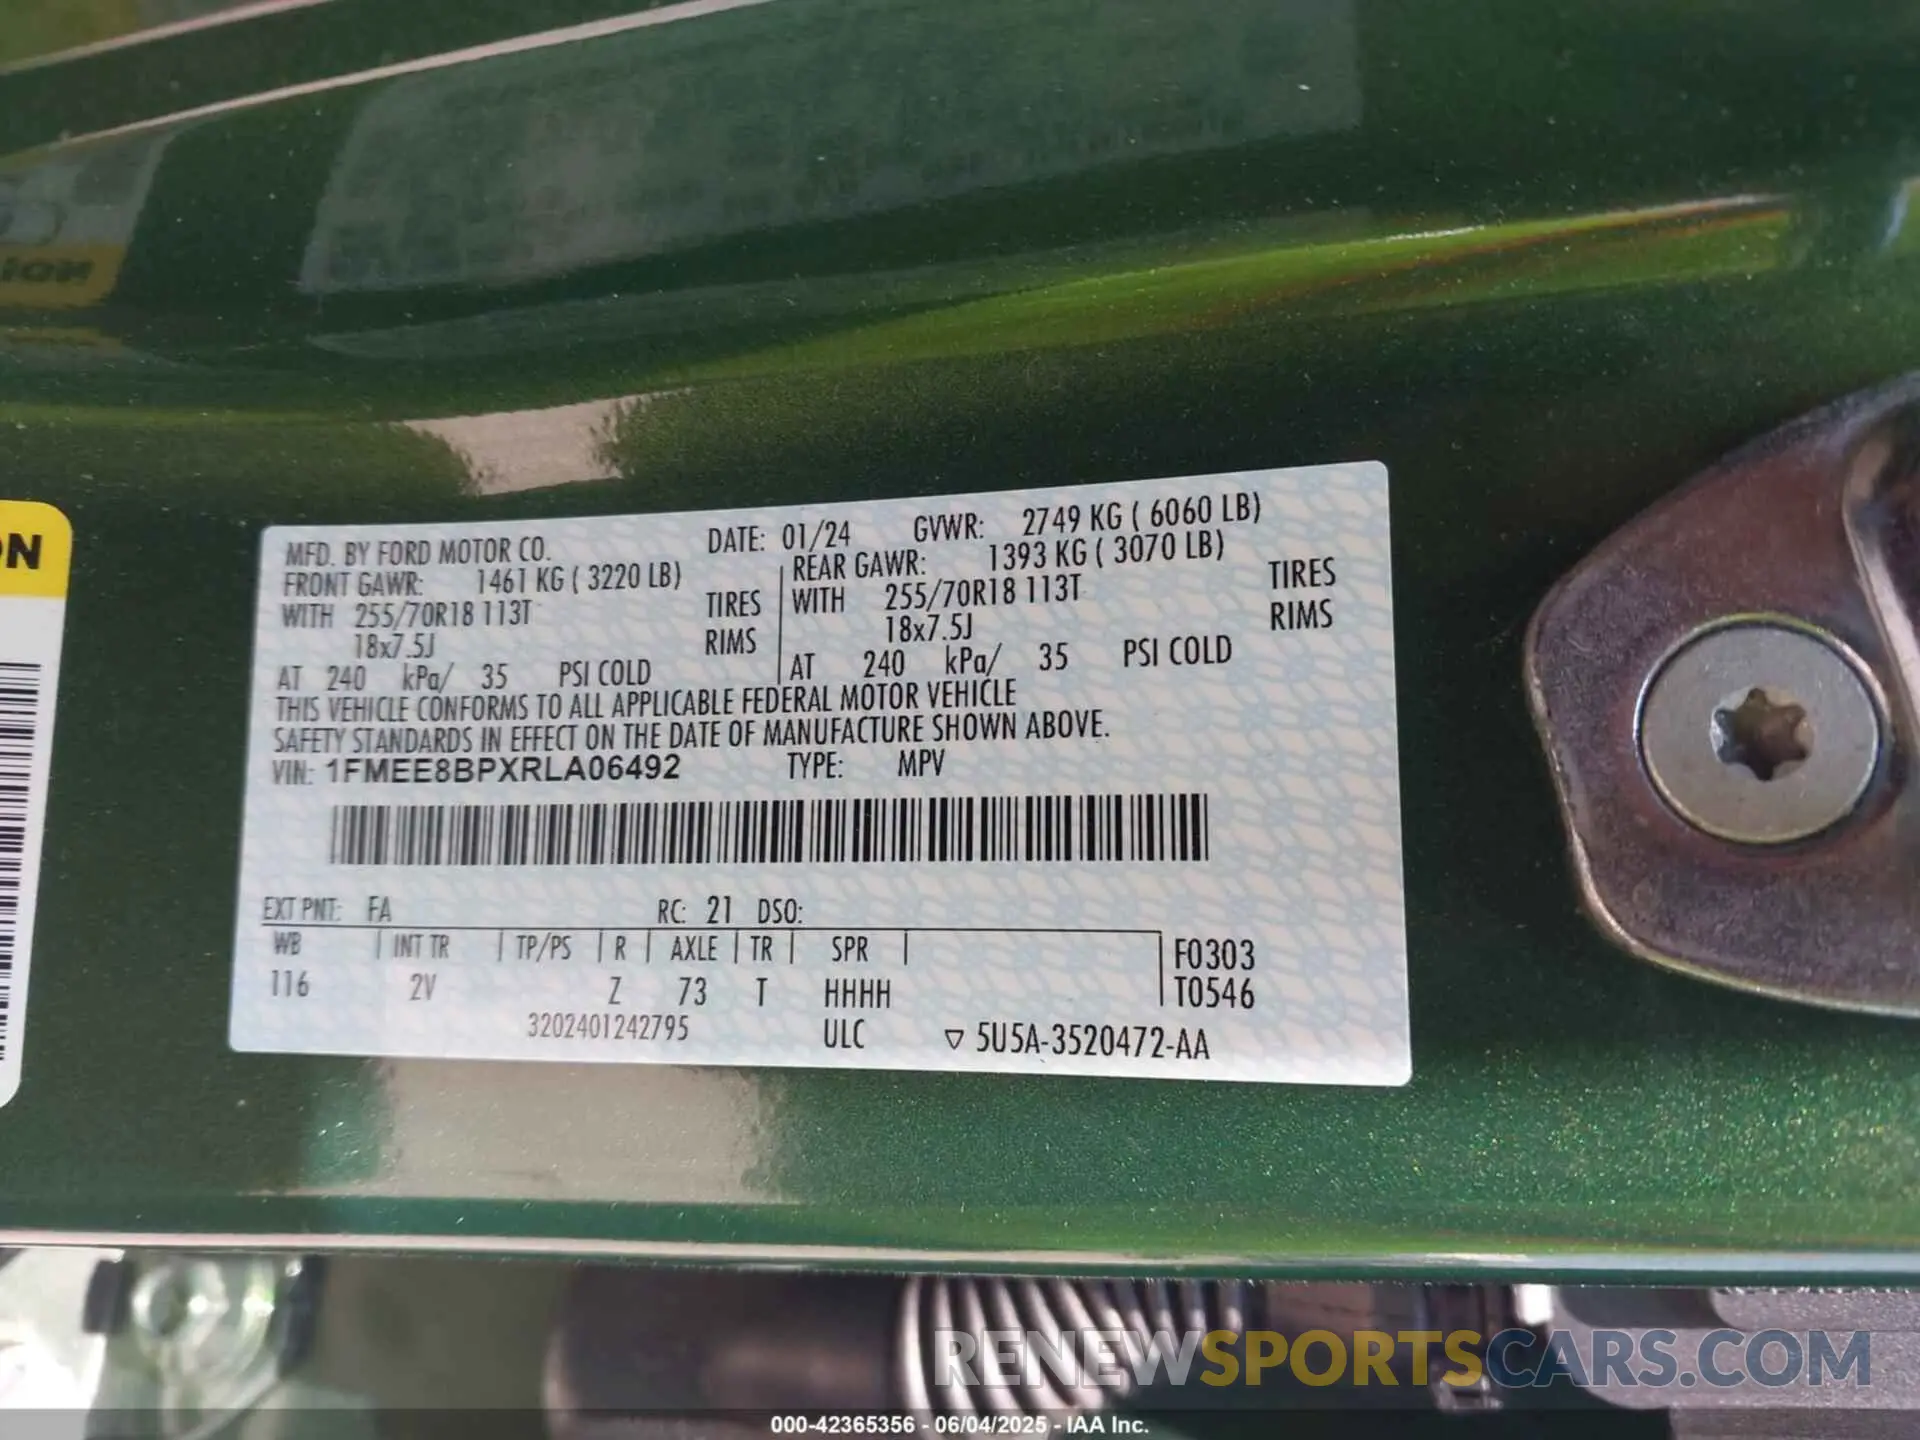 ON
MFD. BY FORD MOTOR CO. DATE: 01/24 GVWR: 2749 KG ( 6060 LB)
FRONT GAWR: 1461 KG ( 3220 LB) REAR GAWR: 1393 KG ( 3070 LB)
WITH 255/70R18 113T TIRES WITH 255/70R18 113T TIRES
18x7.5J RIMS 18x7.5J RIMS
AT 240 kPa/ 35 PSI COLD AT 240 kPa/ 35 PSI COLD
THIS VEHICLE CONFORMS TO ALL APPLICABLE FEDERAL MOTOR VEHICLE
SAFETY STANDARDS IN EFFECT ON THE DATE OF MANUFACTURE SHOWN ABOVE.
VIN: 1FMEE8BPXRLA06492 TYPE: MPV
EXT PNT: FA RC: 21 DSO:
WB INT TR TP/PS R AXLE TR SPR F0303
116 2V Z 73 T HHHH T0546
3202401242795 ULC ▽ 5U5A-3520472-AA
RENEWSPORTSCARS.COM
000-42365356 - 06/04/2025 - IAA Inc.